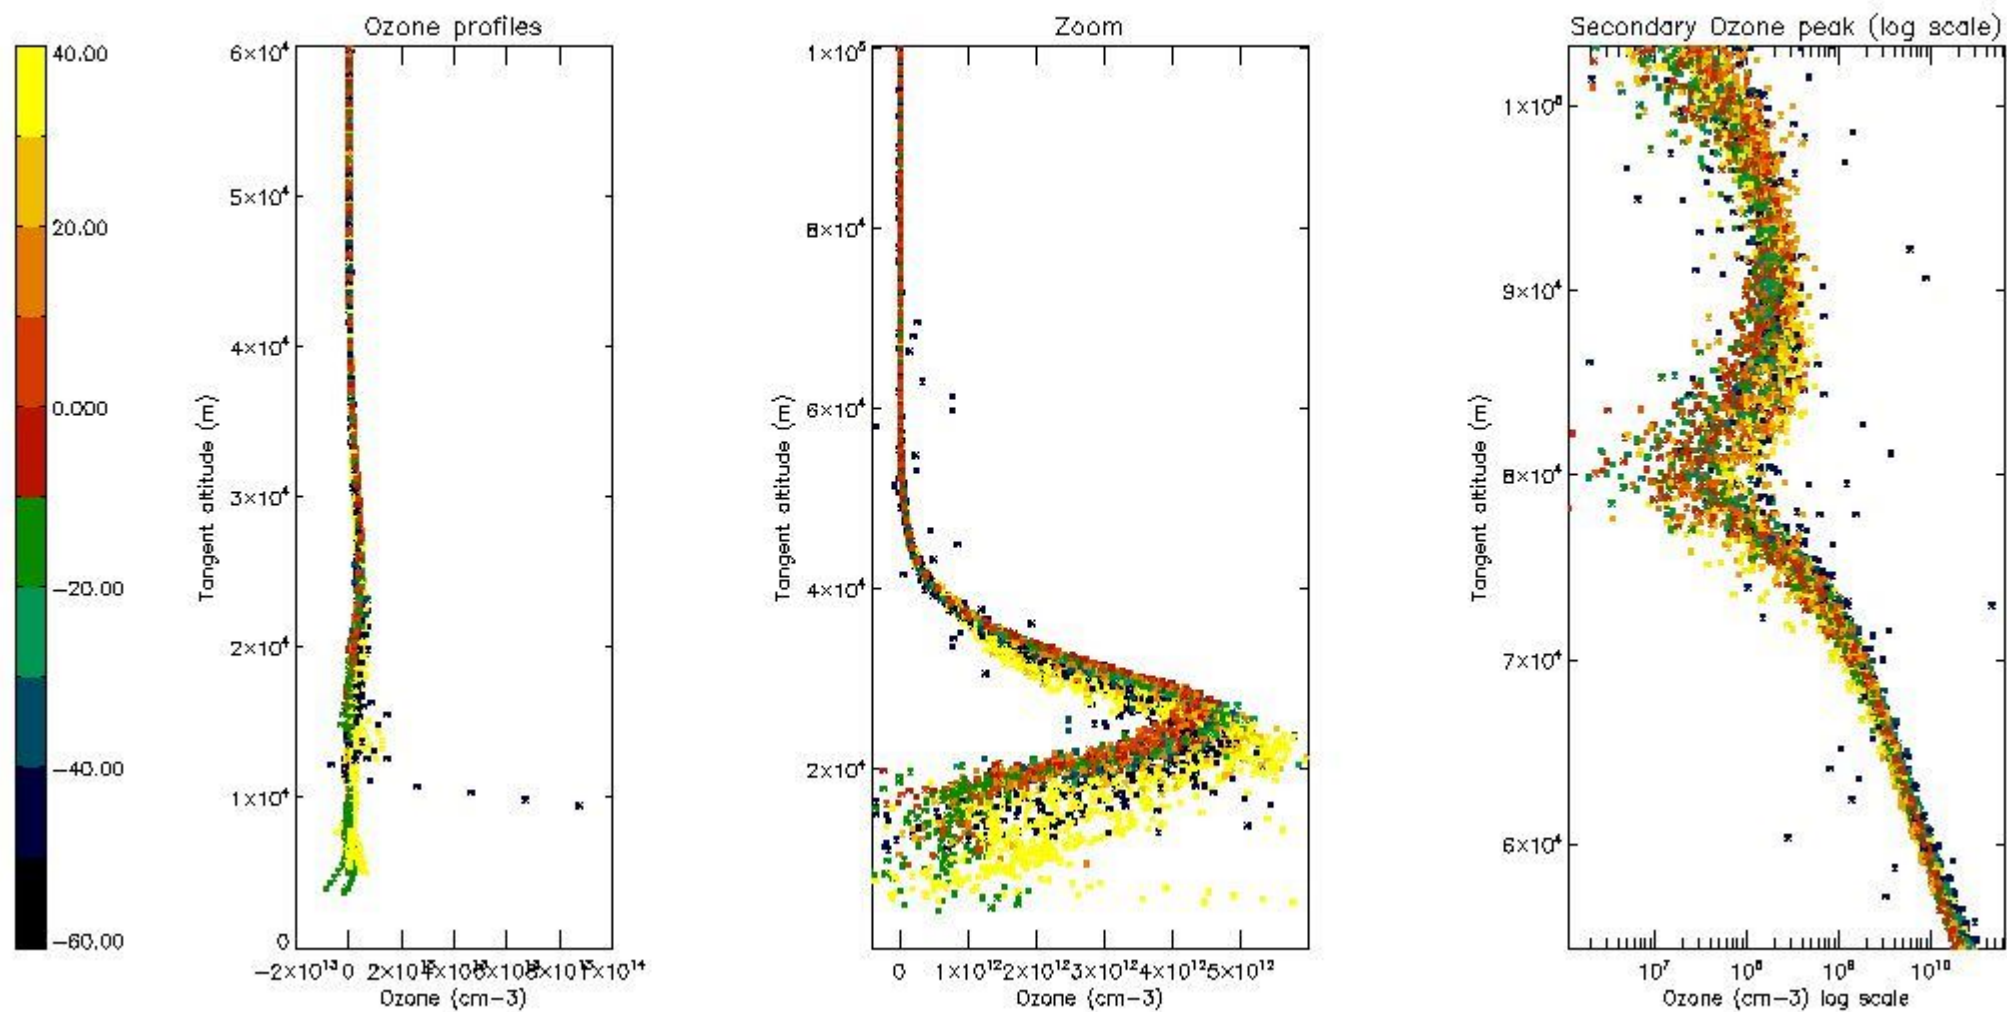 Ozone profiles
Zoom
Secondary Ozone peak (log scale)
40.00
20.00
0.000
−20.00
−40.00
−60.00
6×10⁴
5×10⁴
4×10⁴
3×10⁴
2×10⁴
1×10⁴
0
Tangent altitude (m)
−2×10¹³ 0
Ozone (cm−3)
1×10⁵
8×10⁴
6×10⁴
4×10⁴
2×10⁴
Tangent altitude (m)
0 1×10¹² 2×10¹² 3×10¹² 4×10¹² 5×10¹²
Ozone (cm−3)
9×10⁴
8×10⁴
7×10⁴
6×10⁴
Tangent altitude (m)
10⁷ 10⁸ 10⁹ 10¹⁰
Ozone (cm−3) log scale